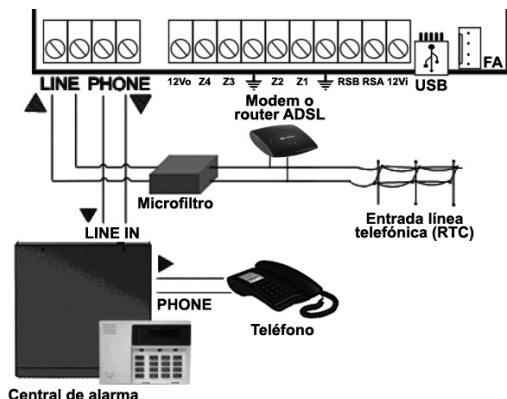 LINE PHONE
12Vo Z4 Z3 Z2 Z1 RSB RSA 12Vi
USB
FA
Modem o
router ADSL
Microfiltro
Entrada línea
telefónica (RTC)
LINE IN
PHONE
Teléfono
Central de alarma